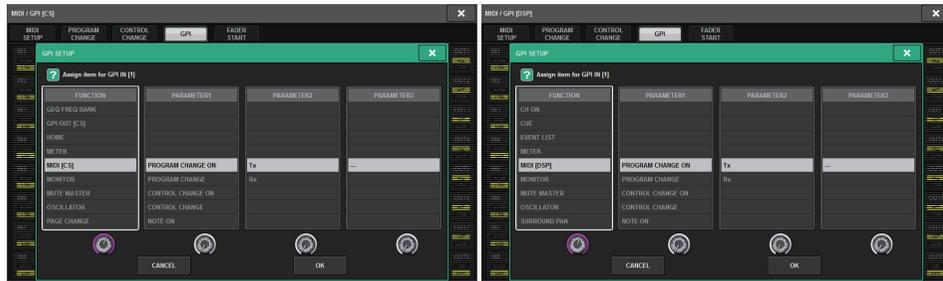 MIDI / GPI [CS]
MIDI SETUP
PROGRAM CHANGE
CONTROL CHANGE
GPI
FADER START
GPI SETUP
? Assign item for GPI IN [1]
FUNCTION PARAMETER1 PARAMETER2 PARAMETER3
GEQ FREQ BANK
GPI OUT [CS]
HOME
METER
MIDI [CS] PROGRAM CHANGE ON Tx ---
MONITOR PROGRAM CHANGE Rx
MUTE MASTER CONTROL CHANGE ON
OSCILLATOR CONTROL CHANGE
PAGE CHANGE NOTE ON
CANCEL OK
OUT1
MIDI / GPI [DSP]
MIDI SETUP
PROGRAM CHANGE
CONTROL CHANGE
GPI
FADER START
GPI SETUP
? Assign item for GPI IN [1]
FUNCTION PARAMETER1 PARAMETER2 PARAMETER3
CH ON
CUE
EVENT LIST
METER
MIDI [DSP] PROGRAM CHANGE ON Tx ---
MONITOR PROGRAM CHANGE Rx
MUTE MASTER CONTROL CHANGE ON
OSCILLATOR CONTROL CHANGE
SURROUND PAN NOTE ON
CANCEL OK